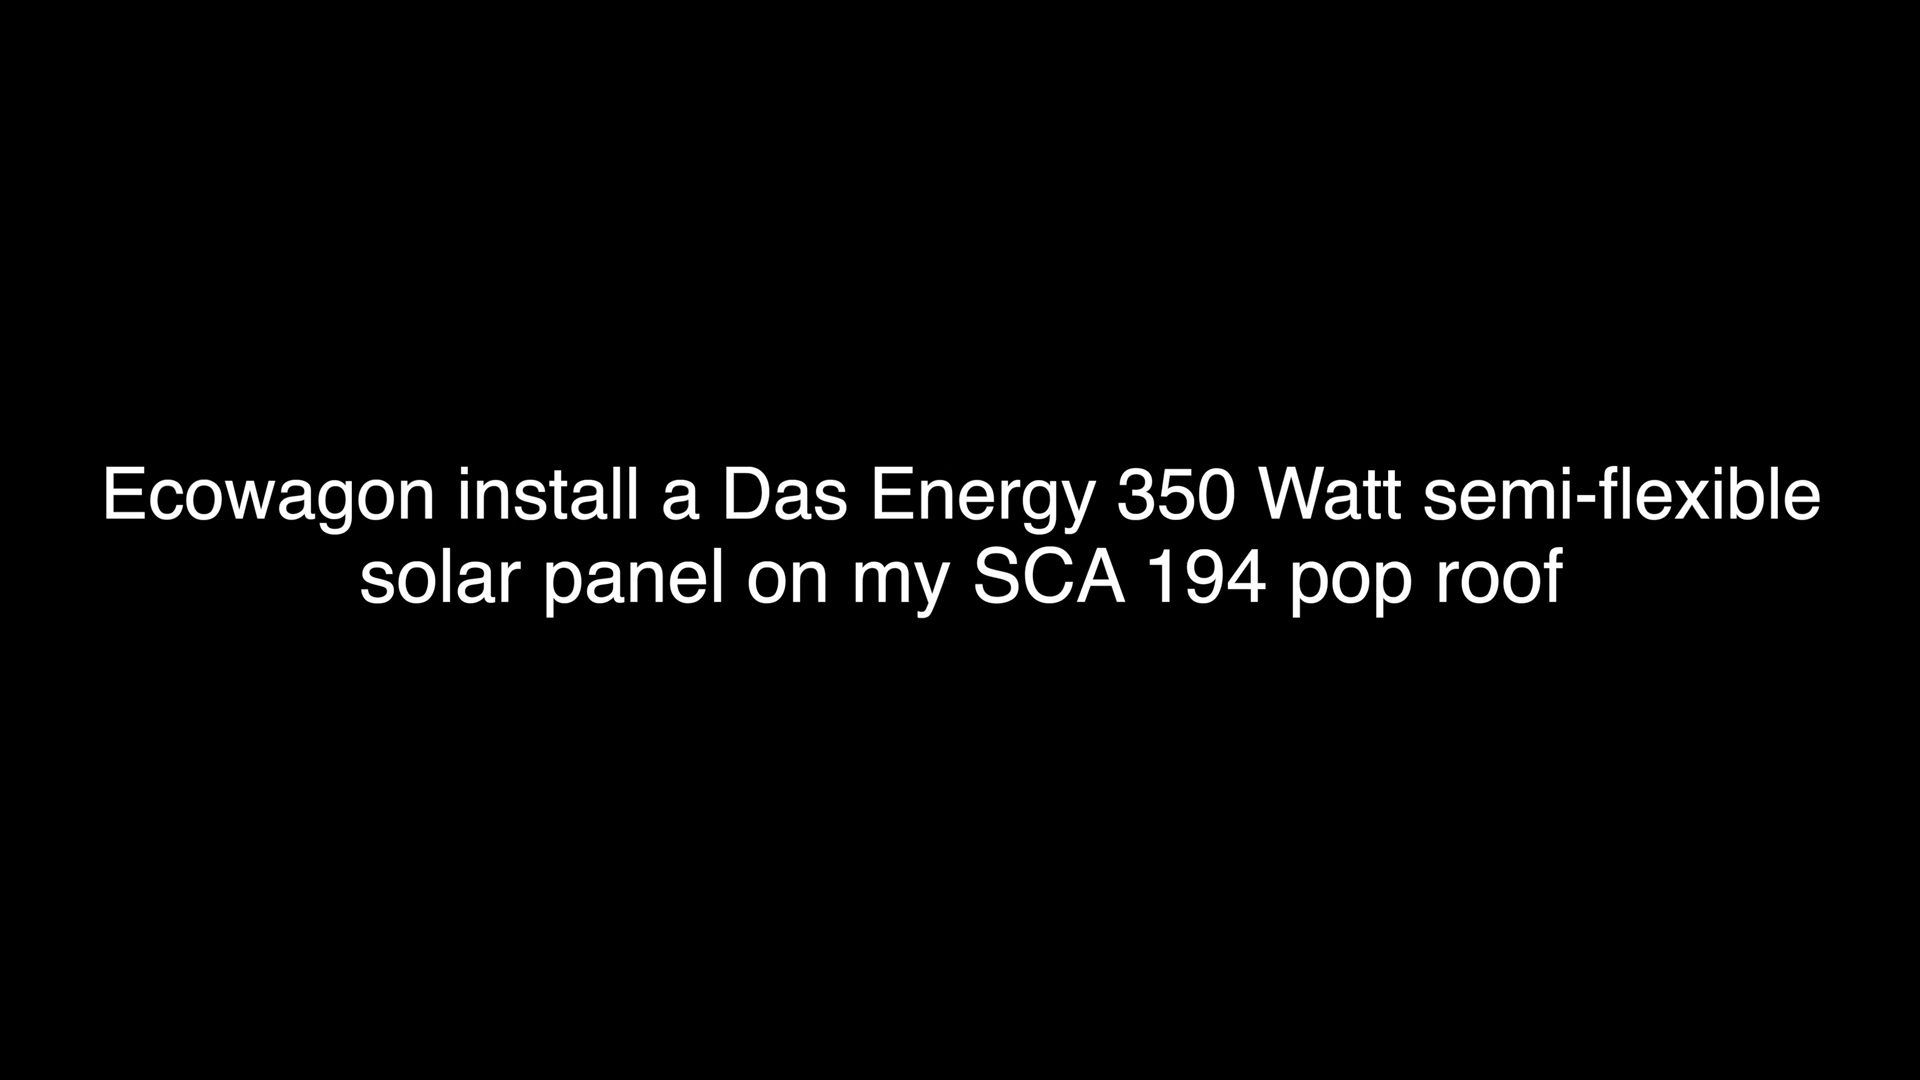 Ecowagon install a Das Energy 350 Watt semi-flexible
solar panel on my SCA 194 pop roof